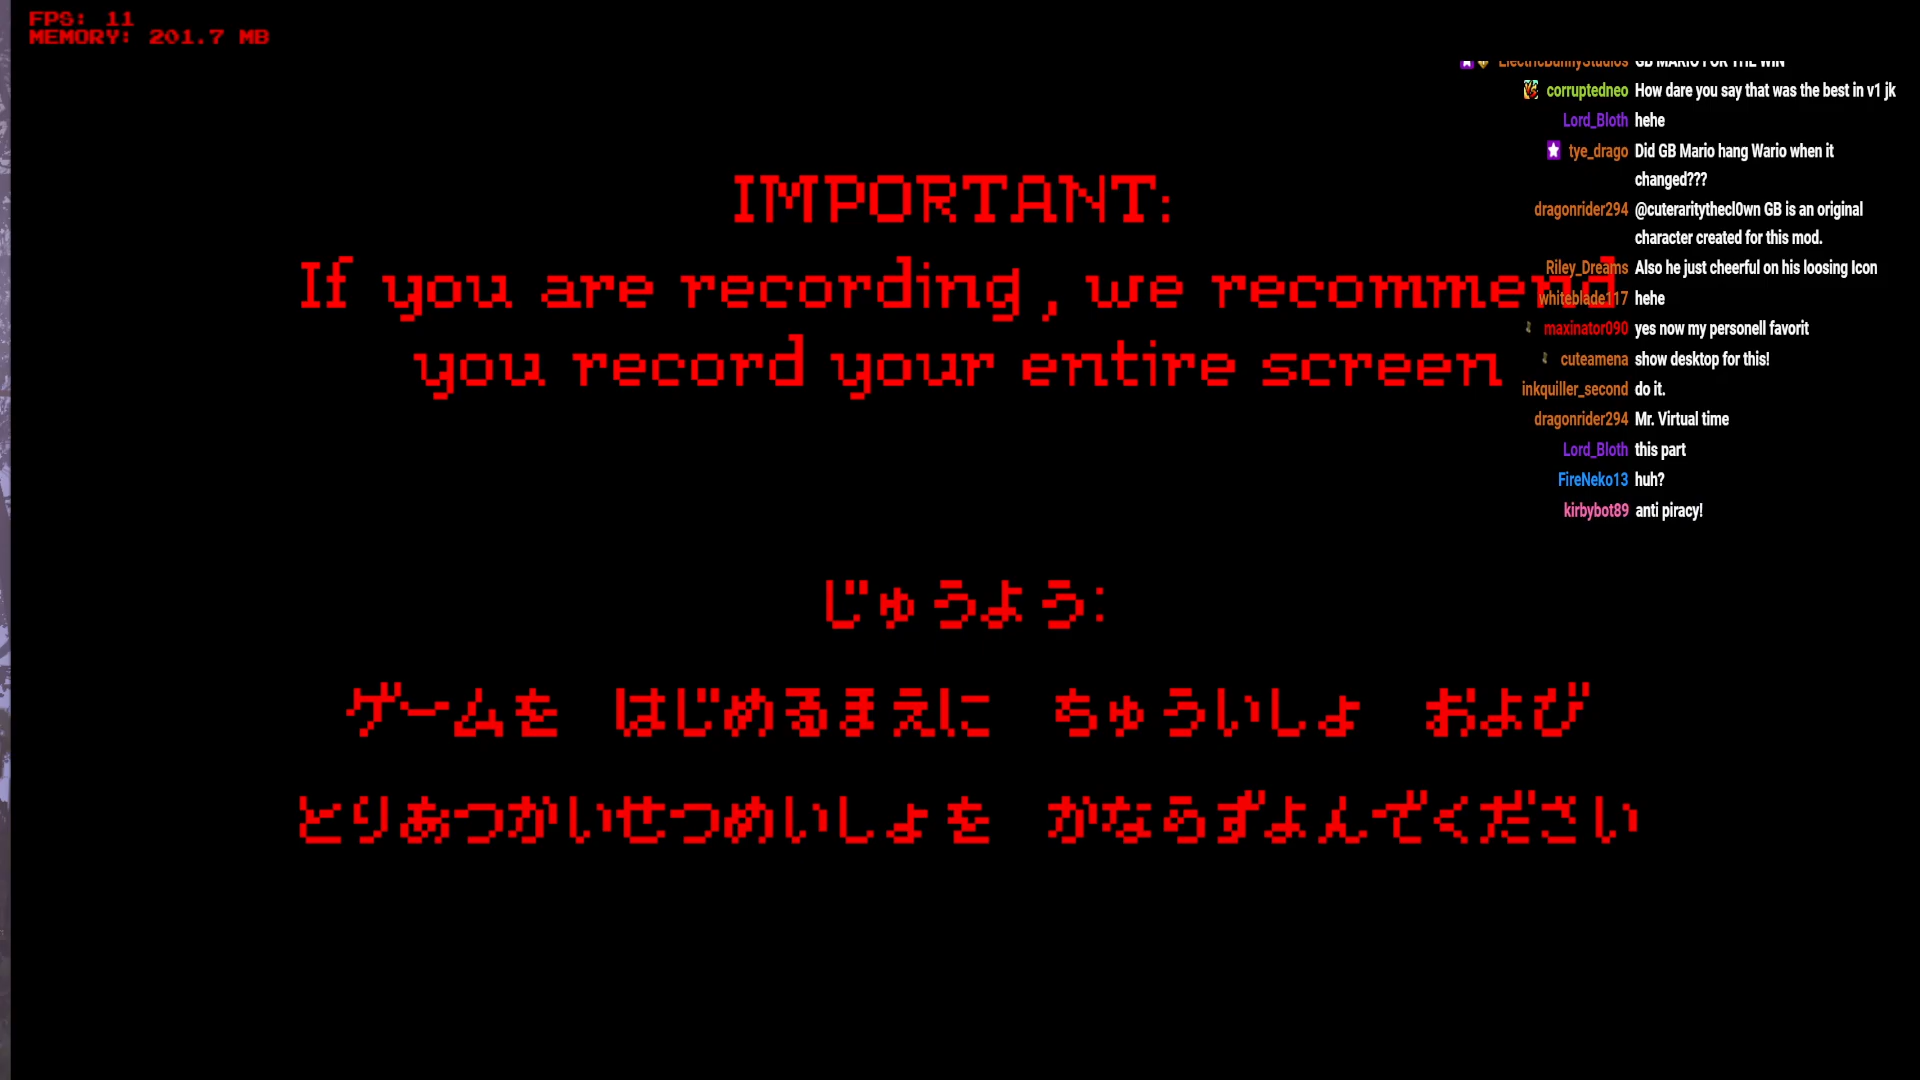 FPS: 11
MEMORY: 201.7 MB
ElectricBunnyStudios GB MARIO FOR THE WIN
corruptedneo How dare you say that was the best in v1 jk
Lord_Bloth hehe
tye_drago Did GB Mario hang Wario when it
changed???
dragonrider294 @cuteraritythecl0wn GB is an original
character created for this mod.
Riley_Dreams Also he just cheerful on his loosing Icon
whiteblade117 hehe
maxinator090 yes now my personell favorit
cuteamena show desktop for this!
inkquiller_second do it.
dragonrider294 Mr. Virtual time
Lord_Bloth this part
FireNeko13 huh?
kirbybot89 anti piracy!
IMPORTANT:
If you are recording, we recommend
you record your entire screen
じゅうよう:
ゲームを はじめるまえに ちゅういしょ および
とりあつかいせつめいしょを かならずよんでください